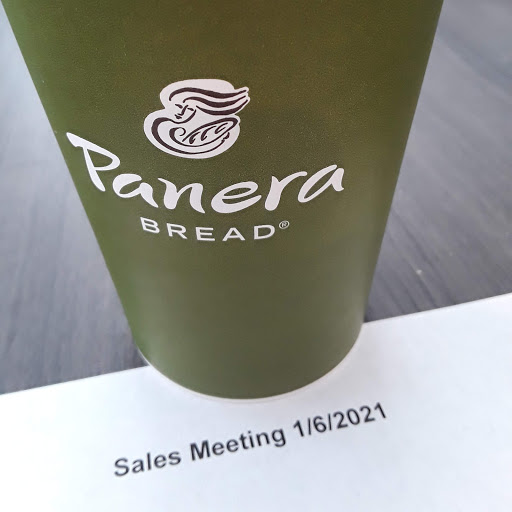 Panera
BREAD®
Sales Meeting 1/6/2021